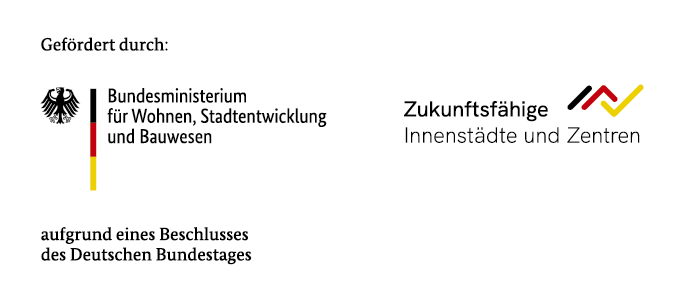 Gefördert durch:
Bundesministerium
für Wohnen, Stadtentwicklung
und Bauwesen
Zukunftsfähige
Innenstädte und Zentren
aufgrund eines Beschlusses
des Deutschen Bundestages